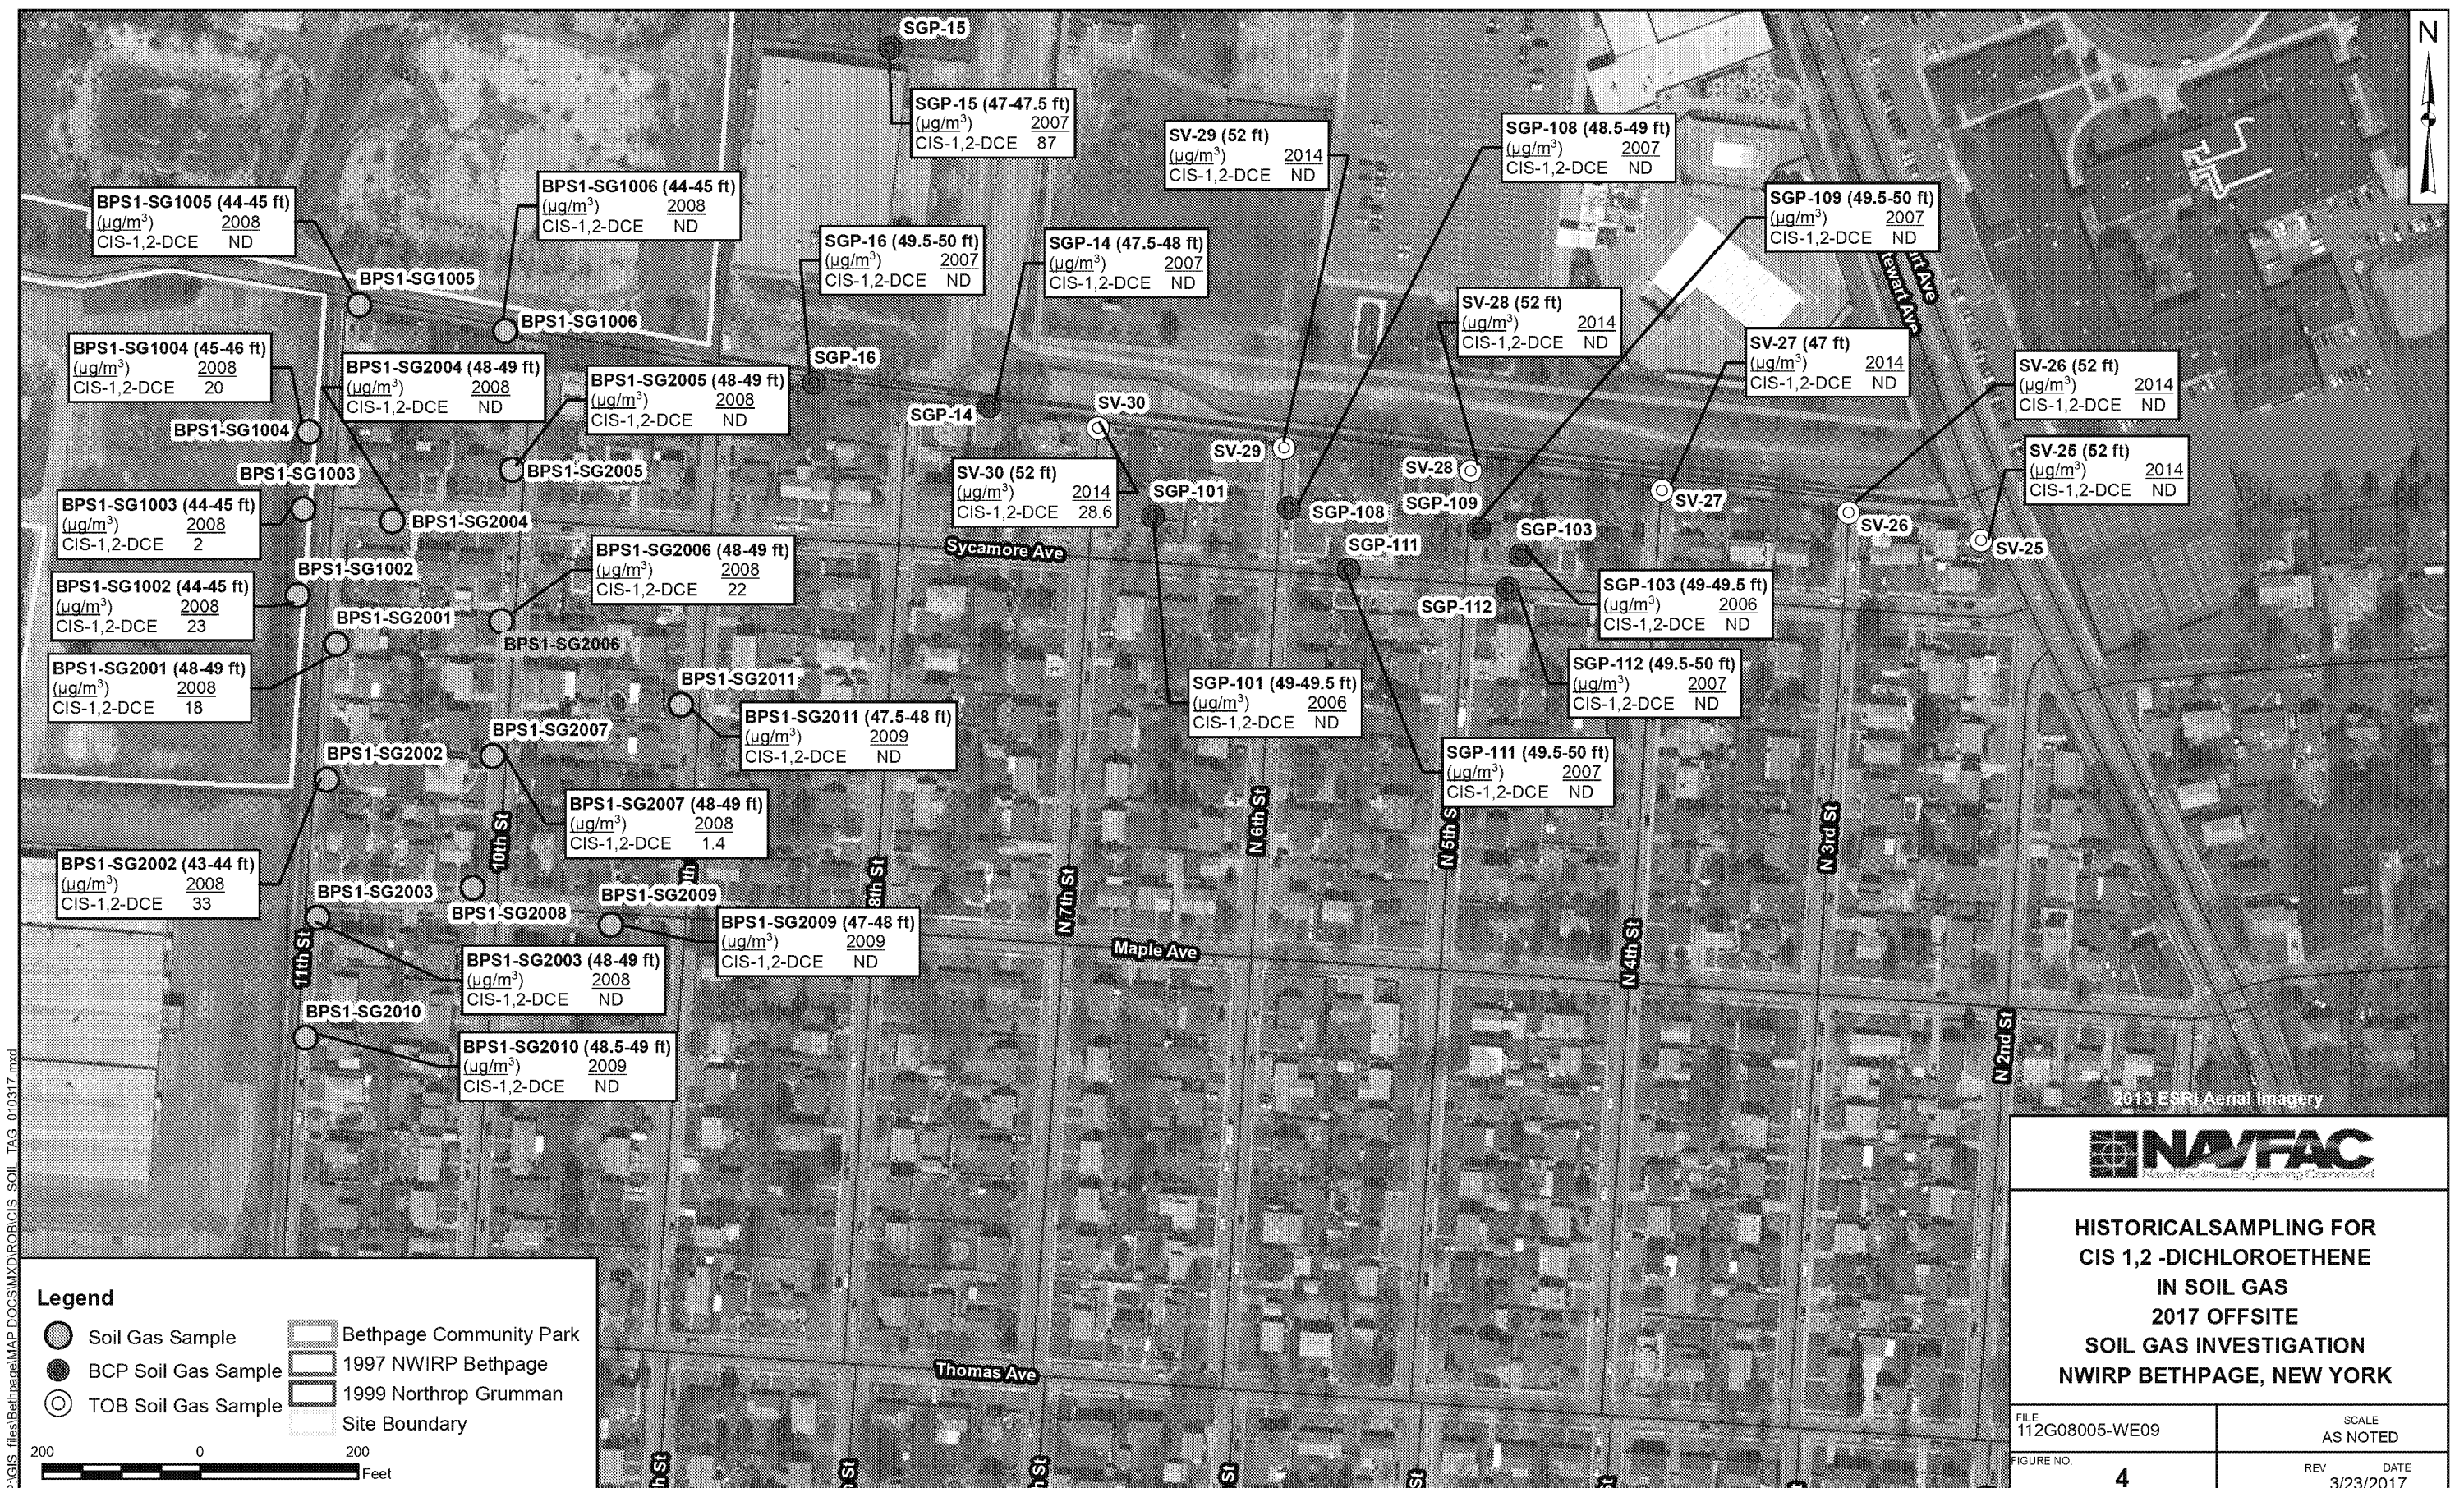 SGP-15
N
SGP-15 (47-47.5 ft)
(µg/m³) 2007
CIS-1,2-DCE 87
SV-29 (52 ft)
(µg/m³) 2014
CIS-1,2-DCE ND
SGP-108 (48.5-49 ft)
(µg/m³) 2007
CIS-1,2-DCE ND
BPS1-SG1006 (44-45 ft)
(µg/m³) 2008
CIS-1,2-DCE ND
BPS1-SG1005 (44-45 ft)
(µg/m³) 2008
CIS-1,2-DCE ND
SGP-109 (49.5-50 ft)
(µg/m³) 2007
CIS-1,2-DCE ND
SGP-16 (49.5-50 ft)
(µg/m³) 2007
CIS-1,2-DCE ND
SGP-14 (47.5-48 ft)
(µg/m³) 2007
CIS-1,2-DCE ND
BPS1-SG1005
BPS1-SG1006
SV-28 (52 ft)
(µg/m³) 2014
CIS-1,2-DCE ND
SV-27 (47 ft)
(µg/m³) 2014
CIS-1,2-DCE ND
BPS1-SG1004 (45-46 ft)
(µg/m³) 2008
CIS-1,2-DCE 20
BPS1-SG2004 (48-49 ft)
(µg/m³) 2008
CIS-1,2-DCE ND
BPS1-SG2005 (48-49 ft)
(µg/m³) 2008
CIS-1,2-DCE ND
SGP-16
SV-26 (52 ft)
(µg/m³) 2014
CIS-1,2-DCE ND
SGP-14
SV-30
BPS1-SG1004
SV-29
SV-28
SV-25 (52 ft)
(µg/m³) 2014
CIS-1,2-DCE ND
BPS1-SG1003
BPS1-SG2005
SV-30 (52 ft)
(µg/m³) 2014
CIS-1,2-DCE 28.6
SGP-101
SGP-108
SGP-109
SV-27
BPS1-SG1003 (44-45 ft)
(µg/m³) 2008
CIS-1,2-DCE 2
BPS1-SG2004
SGP-103
SV-26
SV-25
Sycamore Ave
SGP-111
BPS1-SG2006 (48-49 ft)
(µg/m³) 2008
CIS-1,2-DCE 22
BPS1-SG1002
BPS1-SG1002 (44-45 ft)
(µg/m³) 2008
CIS-1,2-DCE 23
SGP-103 (49-49.5 ft)
(µg/m³) 2006
CIS-1,2-DCE ND
SGP-112
BPS1-SG2001
BPS1-SG2006
BPS1-SG2001 (48-49 ft)
(µg/m³) 2008
CIS-1,2-DCE 18
SGP-112 (49.5-50 ft)
(µg/m³) 2007
CIS-1,2-DCE ND
BPS1-SG2011
SGP-101 (49-49.5 ft)
(µg/m³) 2006
CIS-1,2-DCE ND
BPS1-SG2011 (47.5-48 ft)
(µg/m³) 2009
CIS-1,2-DCE ND
BPS1-SG2007
BPS1-SG2002
SGP-111 (49.5-50 ft)
(µg/m³) 2007
CIS-1,2-DCE ND
BPS1-SG2007 (48-49 ft)
(µg/m³) 2008
CIS-1,2-DCE 1.4
10th St
N 6th St
N 5th S
N 3rd St
BPS1-SG2002 (43-44 ft)
(µg/m³) 2008
CIS-1,2-DCE 33
BPS1-SG2003
BPS1-SG2008
BPS1-SG2009
8th St
N 7th St
BPS1-SG2009 (47-48 ft)
(µg/m³) 2009
CIS-1,2-DCE ND
Maple Ave
N 4th St
11th St
BPS1-SG2003 (48-49 ft)
(µg/m³) 2008
CIS-1,2-DCE ND
BPS1-SG2010
BPS1-SG2010 (48.5-49 ft)
(µg/m³) 2009
CIS-1,2-DCE ND
N 2nd St
2013 ESRI Aerial Imagery
NAVFAC
Naval Facilities Engineering Command
HISTORICALSAMPLING FOR
CIS 1,2 -DICHLOROETHENE
IN SOIL GAS
2017 OFFSITE
SOIL GAS INVESTIGATION
NWIRP BETHPAGE, NEW YORK
FILE
112G08005-WE09
SCALE
AS NOTED
FIGURE NO.
4
REV DATE
3/23/2017
Thomas Ave
Legend
Soil Gas Sample
BCP Soil Gas Sample
TOB Soil Gas Sample
Bethpage Community Park
1997 NWIRP Bethpage
1999 Northrop Grumman
Site Boundary
200 0 200
Feet